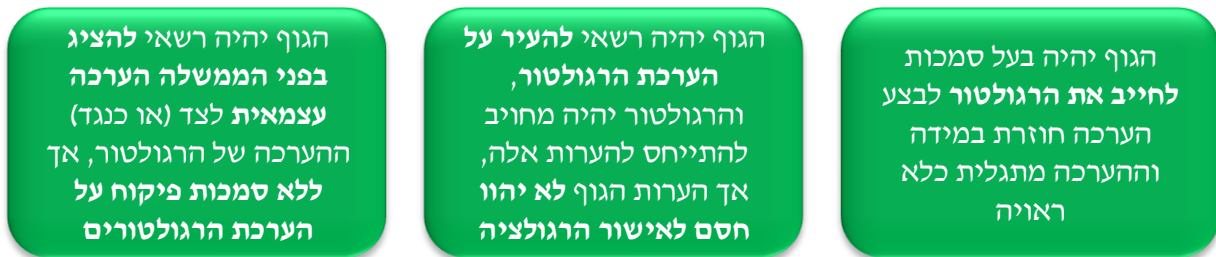 הגוף יהיה בעל סמכות
לחייב את הרגולטור לבצע
הערכה חוזרת במידה
וההערכה מתגלית כלא
ראויה
הגוף יהיה רשאי להעיר על
הערכת הרגולטור,
והרגולטור יהיה מחויב
להתייחס להערות אלה,
אך הערות הגוף לא יהוו
חסם לאישור הרגולציה
הגוף יהיה רשאי להציג
בפני הממשלה הערכה
עצמאית לצד (או כנגד)
ההערכה של הרגולטור, אך
ללא סמכות פיקוח על
הערכת הרגולטורים